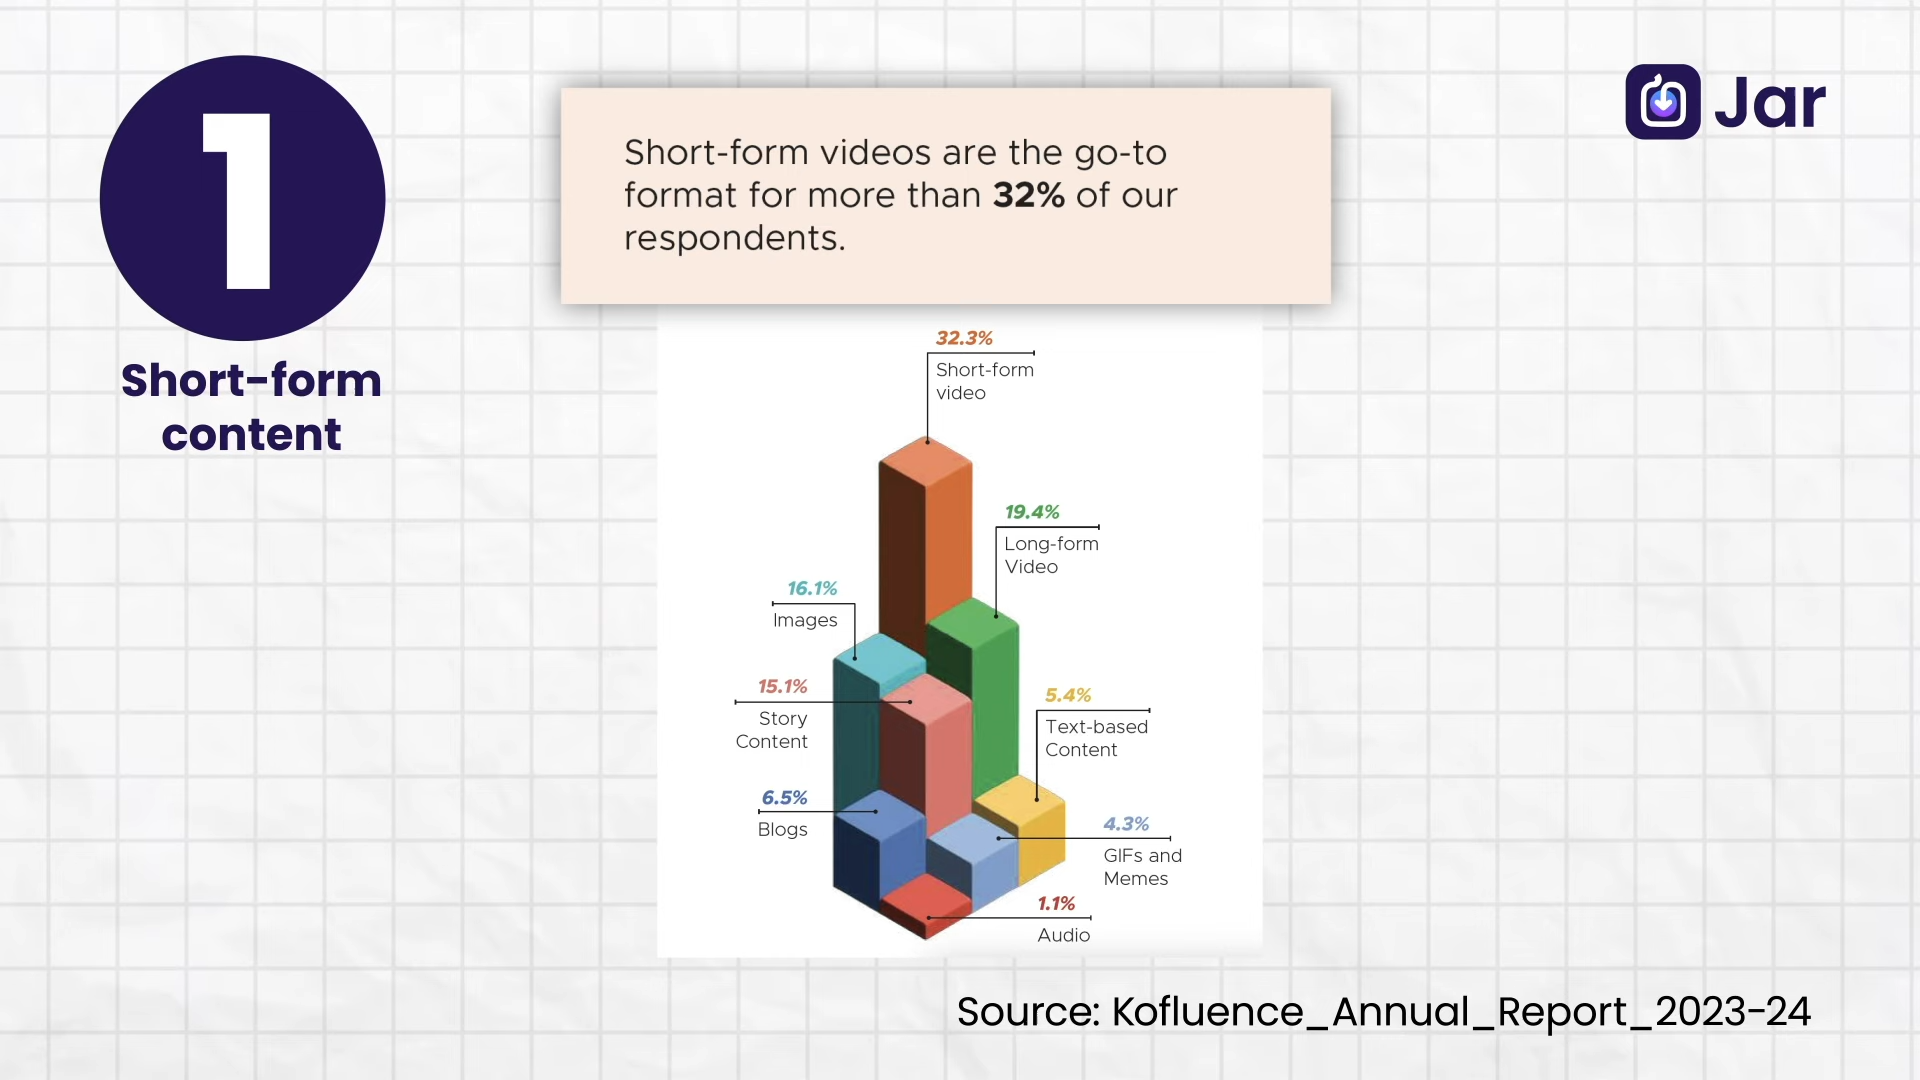 1
Short-form
content
Jar
Short-form videos are the go-to
format for more than 32% of our
respondents.
32.3%
Short-form
video
19.4%
Long-form
Video
16.1%
Images
15.1%
Story
Content
5.4%
Text-based
Content
6.5%
Blogs
4.3%
GIFs and
Memes
1.1%
Audio
Source: Kofluence_Annual_Report_2023-24